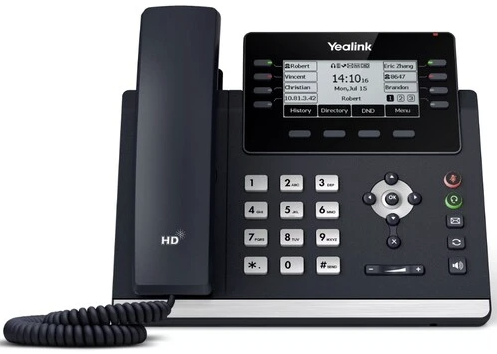 Yealink
Robert
Eric Zhang
Vincent
14:10 16
8647
Christian
Mon,Jul 15
Brandon
10.81.3.42
Robert
1 2 3
History Directory DND Menu
HD
1 2 ABC 3 DEF
4 GHI 5 JKL 6 MNO
7 PQRS 8 TUV 9 WXYZ
*. 0 # SEND
OK
X
- +